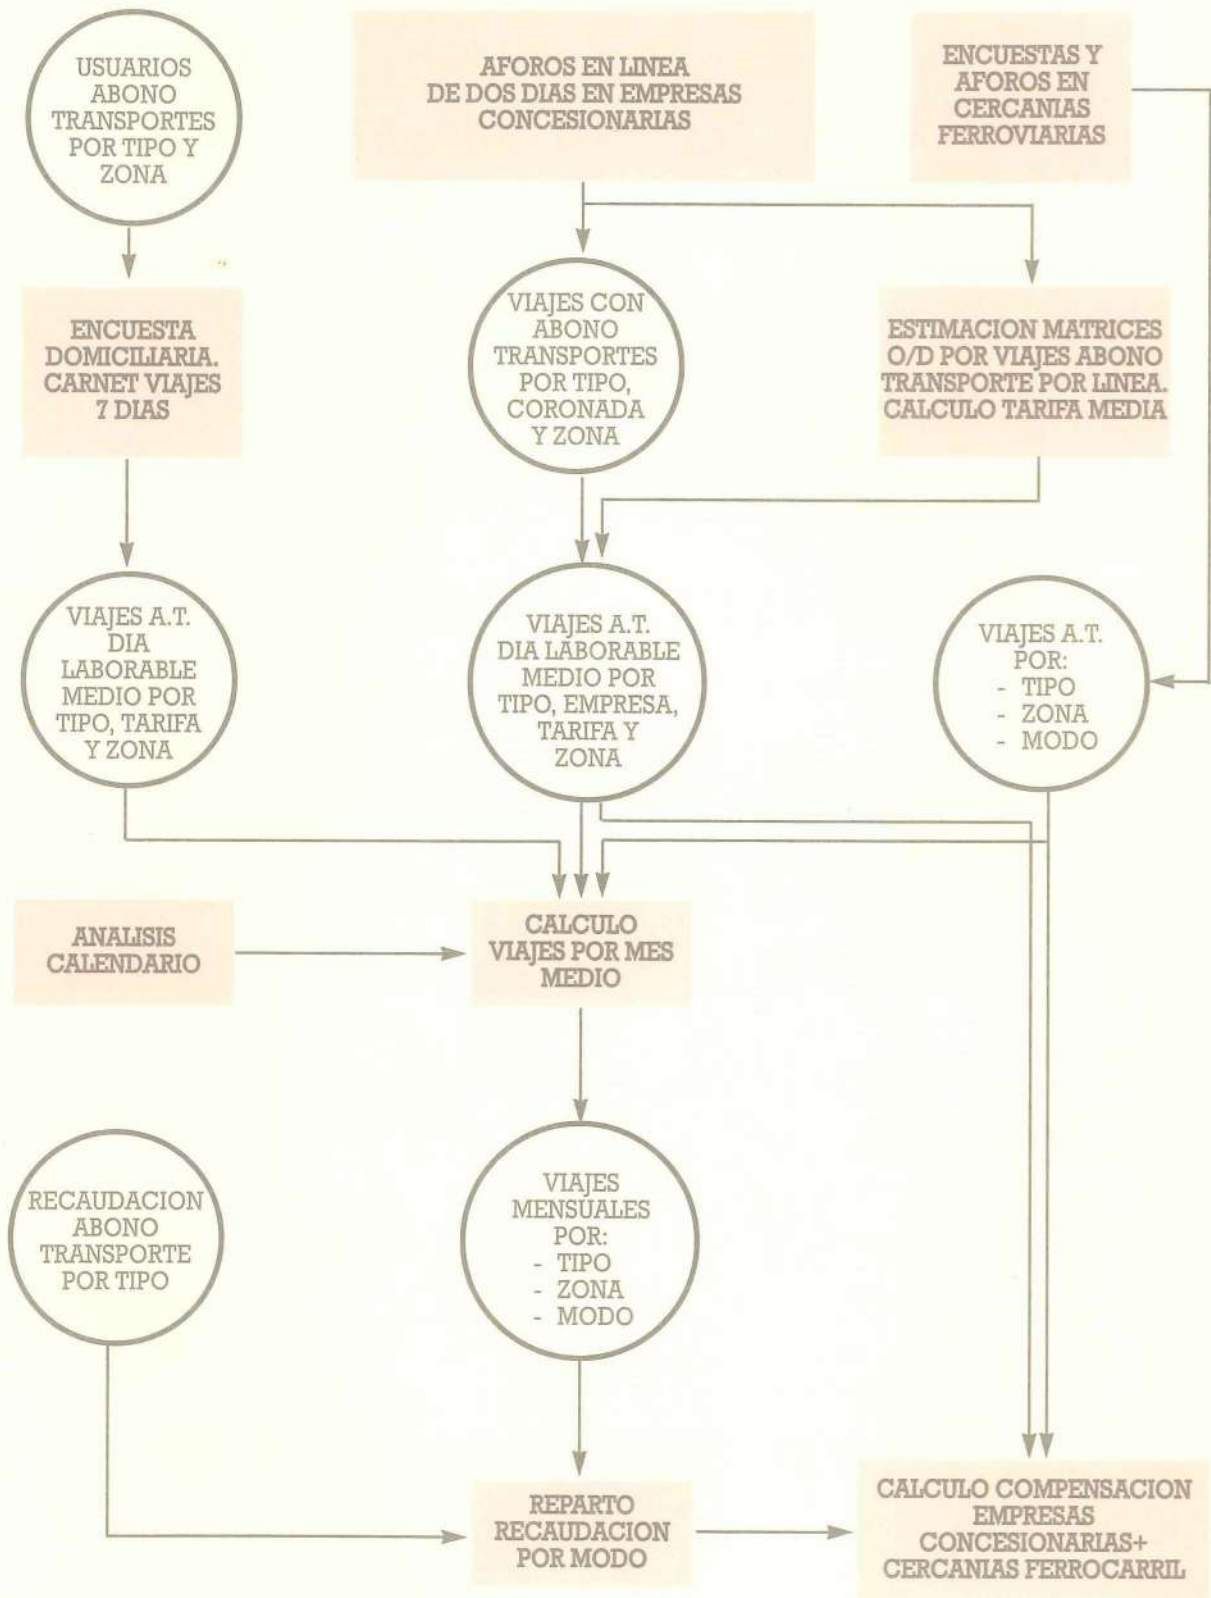 USUARIOS
ABONO
TRANSPORTES
POR TIPO Y
ZONA
AFOROS EN LINEA
DE DOS DIAS EN EMPRESAS
CONCESIONARIAS
ENCUESTAS Y
AFOROS EN
CERCANIAS
FERROVIARIAS
ENCUESTA
DOMICILIARIA.
CARNET VIAJES
7 DIAS
VIAJES CON
ABONO
TRANSPORTES
POR TIPO,
CORONADA
Y ZONA
ESTIMACION MATRICES
O/D POR VIAJES ABONO
TRANSPORTE POR LINEA.
CALCULO TARIFA MEDIA
VIAJES A.T.
DIA
LABORABLE
MEDIO POR
TIPO, TARIFA
Y ZONA
VIAJES A.T.
DIA LABORABLE
MEDIO POR
TIPO, EMPRESA,
TARIFA Y
ZONA
VIAJES A.T.
POR:
- TIPO
- ZONA
- MODO
ANALISIS
CALENDARIO
CALCULO
VIAJES POR MES
MEDIO
RECAUDACION
ABONO
TRANSPORTE
POR TIPO
VIAJES
MENSUALES
POR:
- TIPO
- ZONA
- MODO
REPARTO
RECAUDACION
POR MODO
CALCULO COMPENSACION
EMPRESAS
CONCESIONARIAS+
CERCANIAS FERROCARRIL